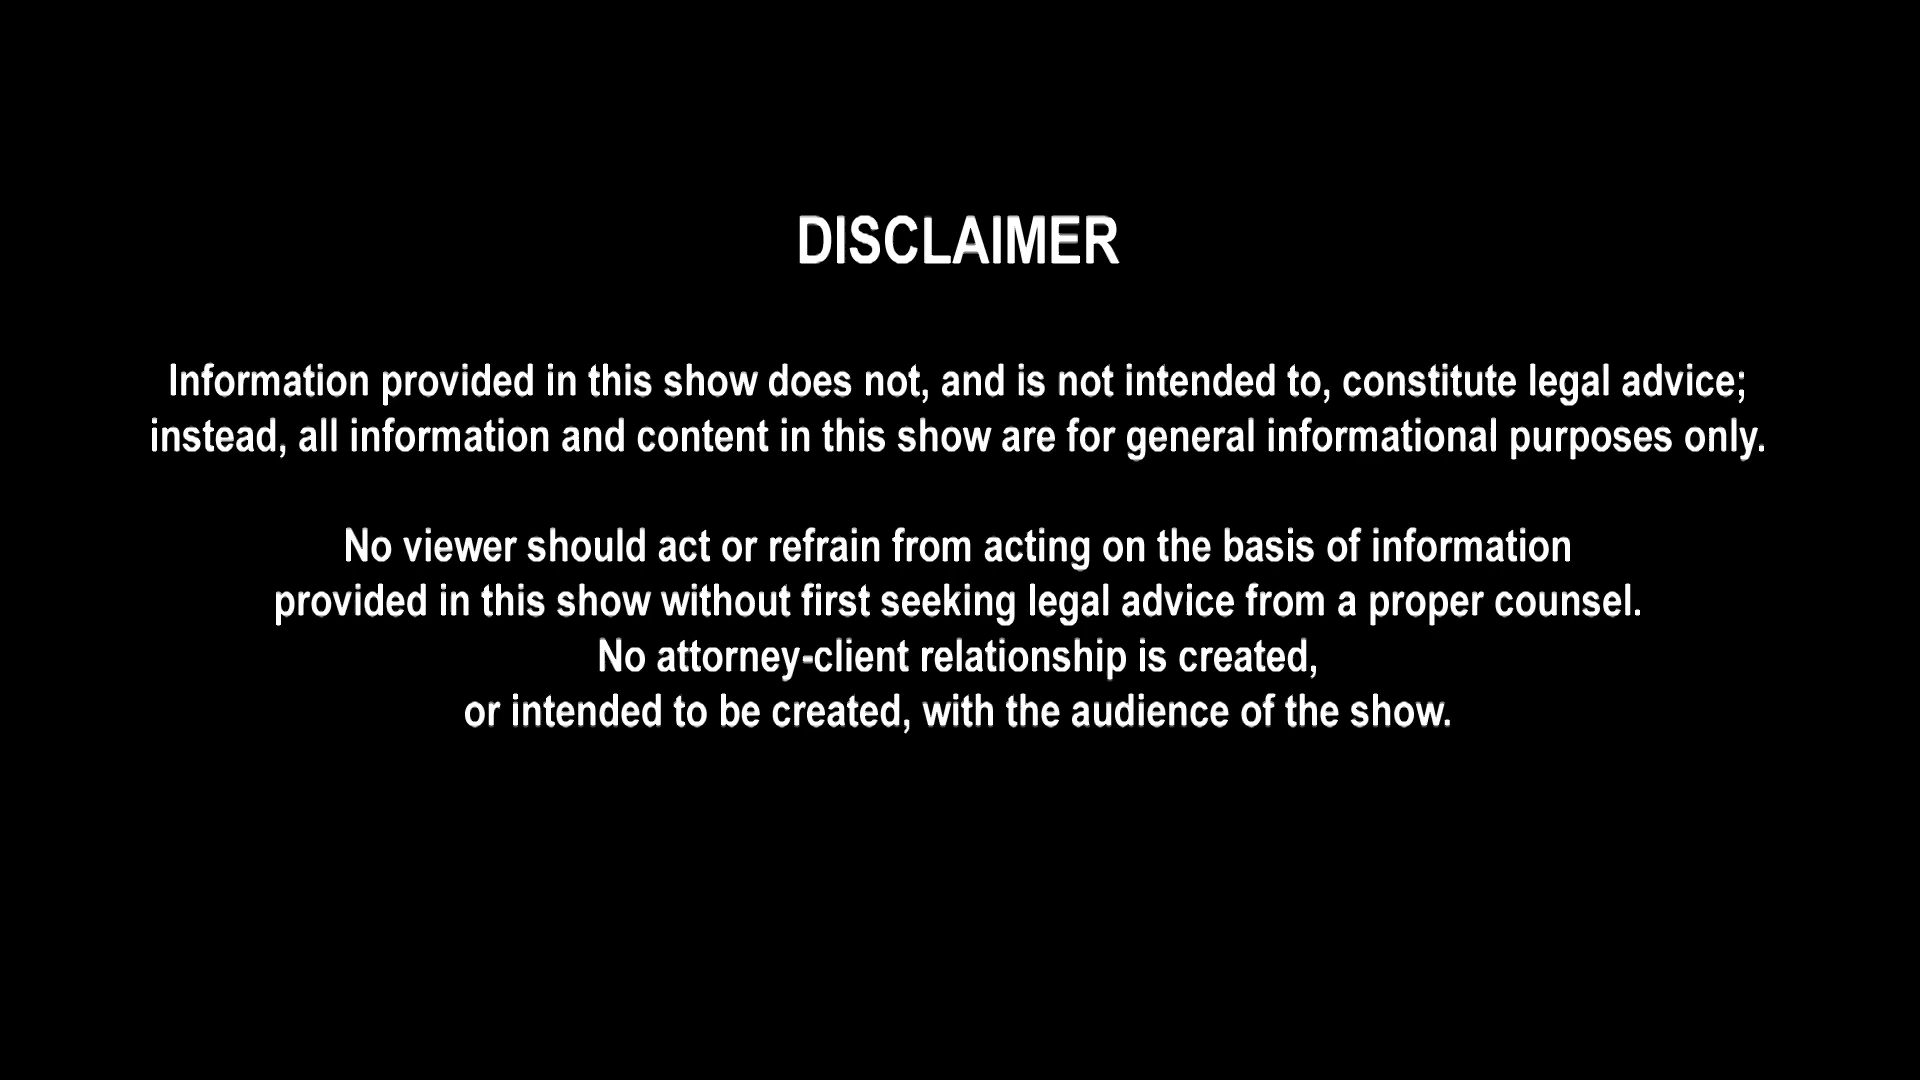 DISCLAIMER
Information provided in this show does not, and is not intended to, constitute legal advice;
instead, all information and content in this show are for general informational purposes only.
No viewer should act or refrain from acting on the basis of information
provided in this show without first seeking legal advice from a proper counsel.
No attorney-client relationship is created,
or intended to be created, with the audience of the show.